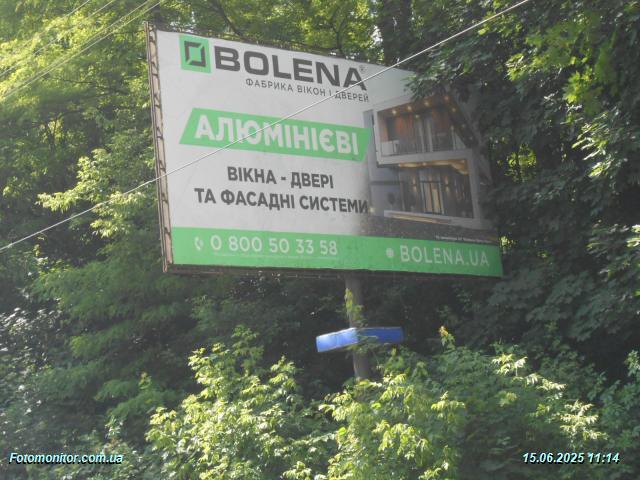 BOLENA
ФАБРИКА ВІКОН І ДВЕРЕЙ
АЛЮМІНІЄВІ
ВІКНА - ДВЕРІ
ТА ФАСАДНІ СИСТЕМИ
0 800 50 33 58
BOLENA.UA
Fotomonitor.com.ua
15.06.2025 11:14